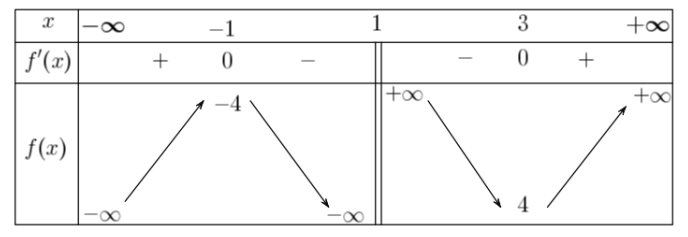 x −∞ −1 1 3 +∞
f′(x) + 0 − − 0 +
−4 +∞ +∞
f(x)
−∞ −∞ 4